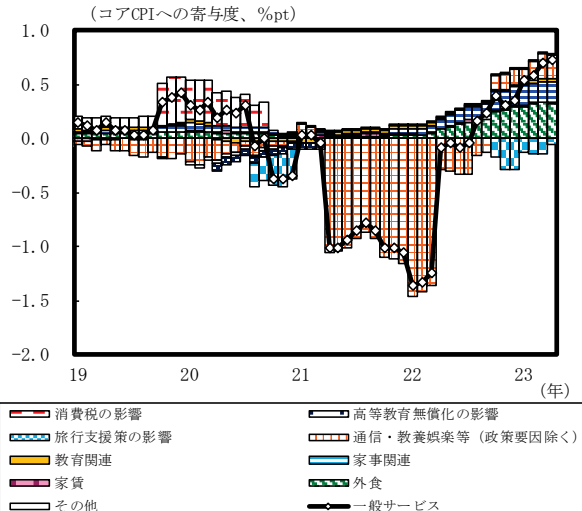 （コアCPIへの寄与度、%pt）
1.0
0.5
0.0
-0.5
-1.0
-1.5
-2.0
19 20 21 22 23
（年）
消費税の影響 高等教育無償化の影響
旅行支援策の影響 通信・教養娯楽等（政策要因除く）
教育関連 家事関連
家賃 外食
その他 一般サービス